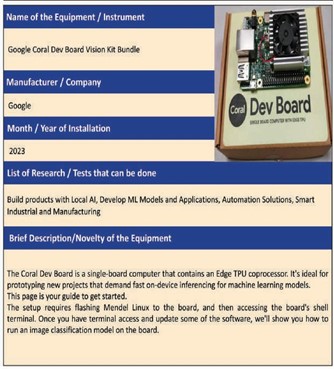 Name of the Equipment / Instrument
Google Coral Dev Board Vision Kit Bundle
Manufacturer / Company
Google
Month / Year of Installation
2023
Coral Dev Board
SINGLE BOARD COMPUTER WITH EDGE TPU
List of Research / Tests that can be done
Build products with Local AI, Develop ML Models and Applications, Automation Solutions, Smart
Industrial and Manufacturing
Brief Description/Novelty of the Equipment
The Coral Dev Board is a single-board computer that contains an Edge TPU coprocessor. It's ideal for
prototyping new projects that demand fast on-device inferencing for machine learning models.
This page is your guide to get started.
The setup requires flashing Mendel Linux to the board, and then accessing the board's shell
terminal. Once you have terminal access and update some of the software, we'll show you how to
run an image classification model on the board.